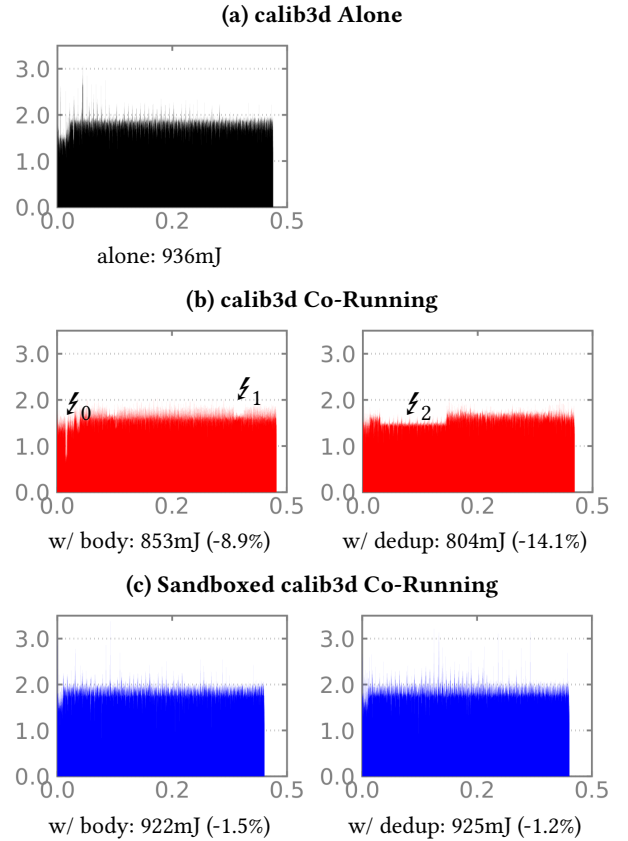 (a) calib3d Alone
3.0
2.0
1.0
0.0
0.0 0.2 0.5
alone: 936mJ
(b) calib3d Co-Running
3.0 3.0
2.0 0 1 2.0 2
1.0 1.0
0.0 0.0
0.0 0.2 0.5 0.0 0.2 0.5
w/ body: 853mJ (-8.9%) w/ dedup: 804mJ (-14.1%)
(c) Sandboxed calib3d Co-Running
3.0 3.0
2.0 2.0
1.0 1.0
0.0 0.0
0.0 0.2 0.5 0.0 0.2 0.5
w/ body: 922mJ (-1.5%) w/ dedup: 925mJ (-1.2%)